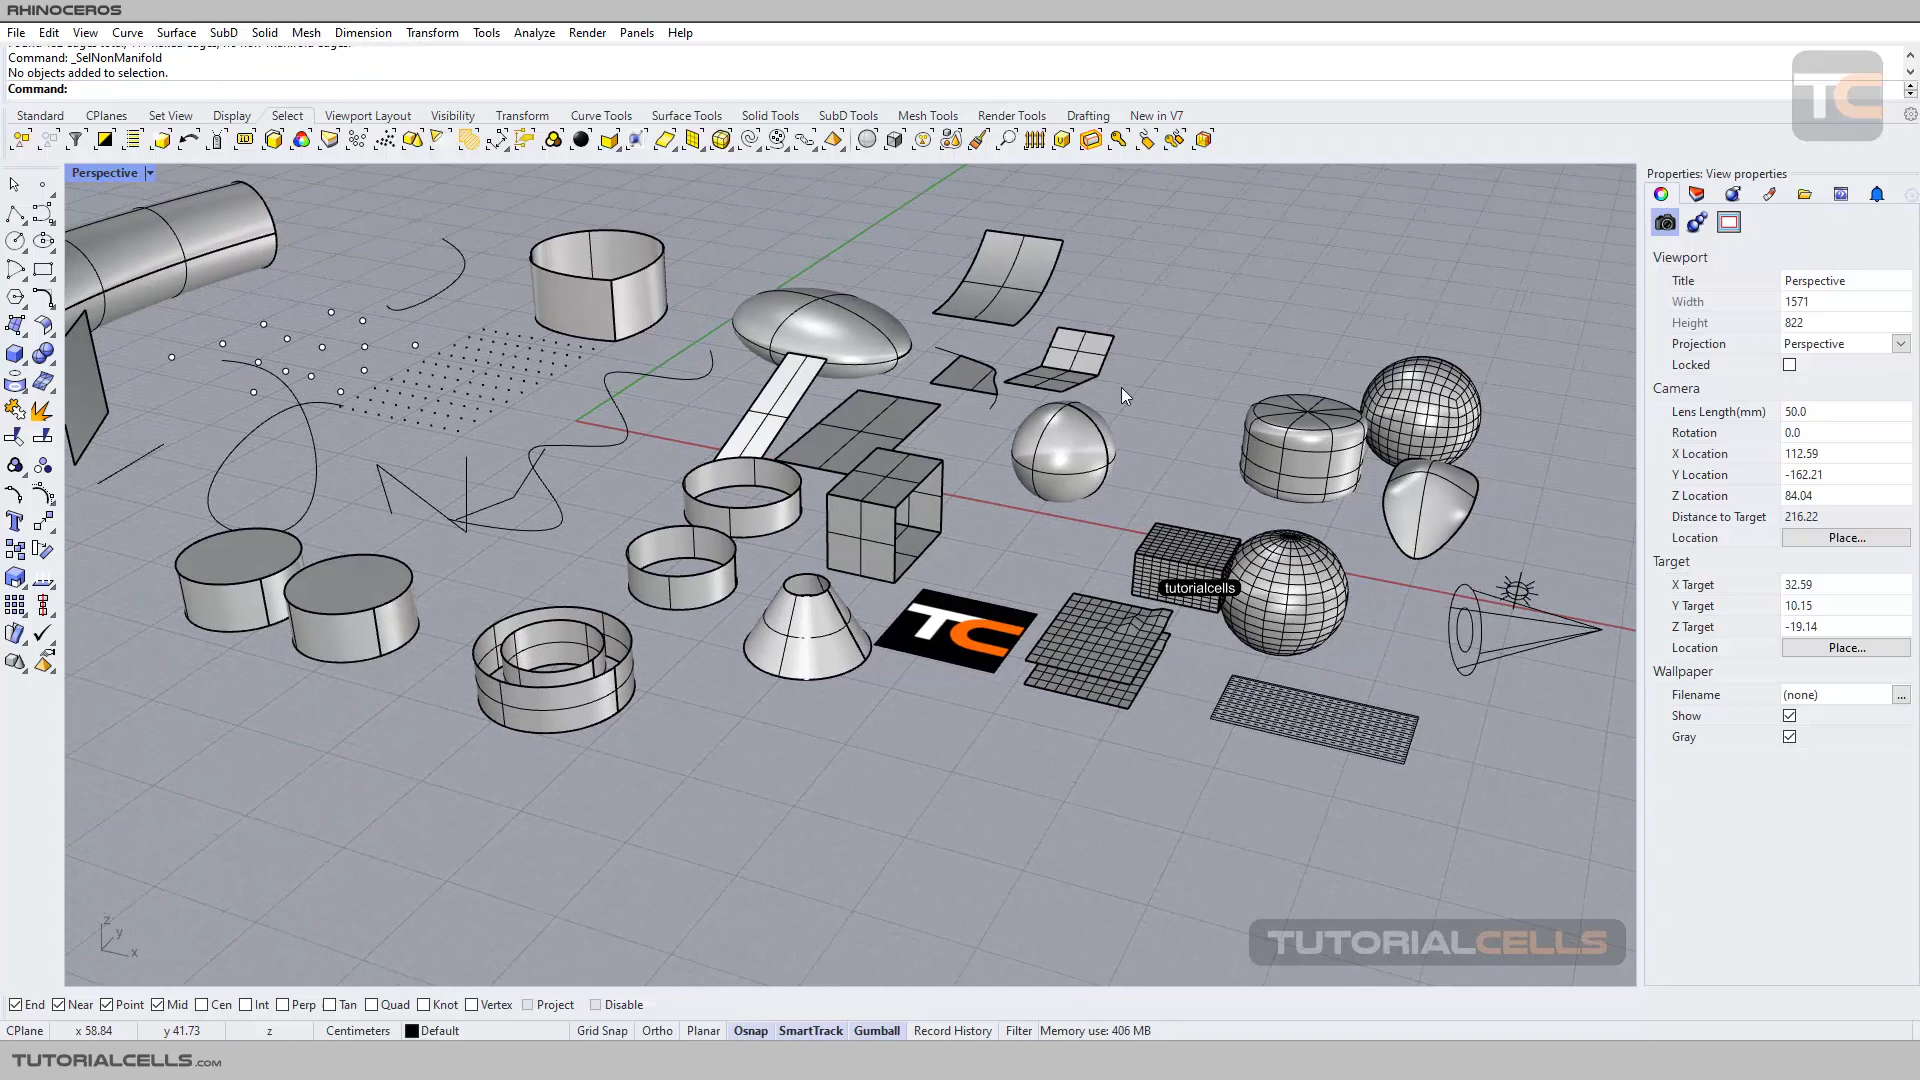 RHINOCEROS
File Edit View Curve Surface SubD Solid Mesh Dimension Transform Tools Analyze Render Panels Help
Command: _SelNonManifold
No objects added to selection.
Command:
TC
Standard CPlanes Set View Display Select Viewport Layout Visibility Transform Curve Tools Surface Tools Solid Tools SubD Tools Mesh Tools Render Tools Drafting New in V7
Perspective
Properties: View properties
Viewport
Title Perspective
Width 1571
Height 822
Projection Perspective
Locked
Camera
Lens Length(mm) 50.0
Rotation 0.0
X Location 112.59
Y Location -162.21
Z Location 84.04
Distance to Target 216.22
Location Place...
Target
X Target 32.59
Y Target 10.15
Z Target -19.14
Location Place...
Wallpaper
Filename (none) ...
Show
Gray
tutorialcells
TC
z
y
x
TUTORIALCELLS
End Near Point Mid Cen Int Perp Tan Quad Knot Vertex Project Disable
CPlane x 58.84 y 41.73 z Centimeters Default Grid Snap Ortho Planar Osnap SmartTrack Gumball Record History Filter Memory use: 406 MB
TUTORIALCELLS.COM